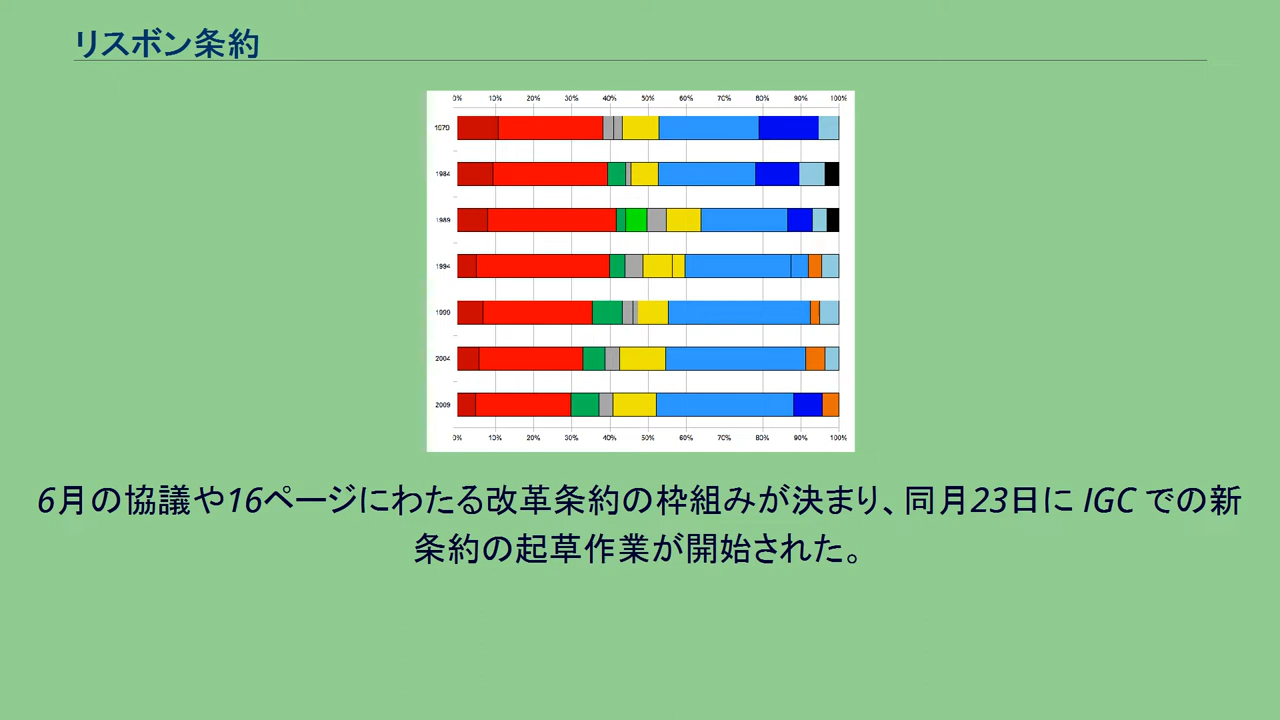 リスボン条約
0% 10% 20% 30% 40% 50% 60% 70% 80% 90% 100%
1979
1984
1989
1994
1999
2004
2009
0% 10% 20% 30% 40% 50% 60% 70% 80% 90% 100%
6月の協議や16ページにわたる改革条約の枠組みが決まり、同月23日に IGC での新
条約の起草作業が開始された。